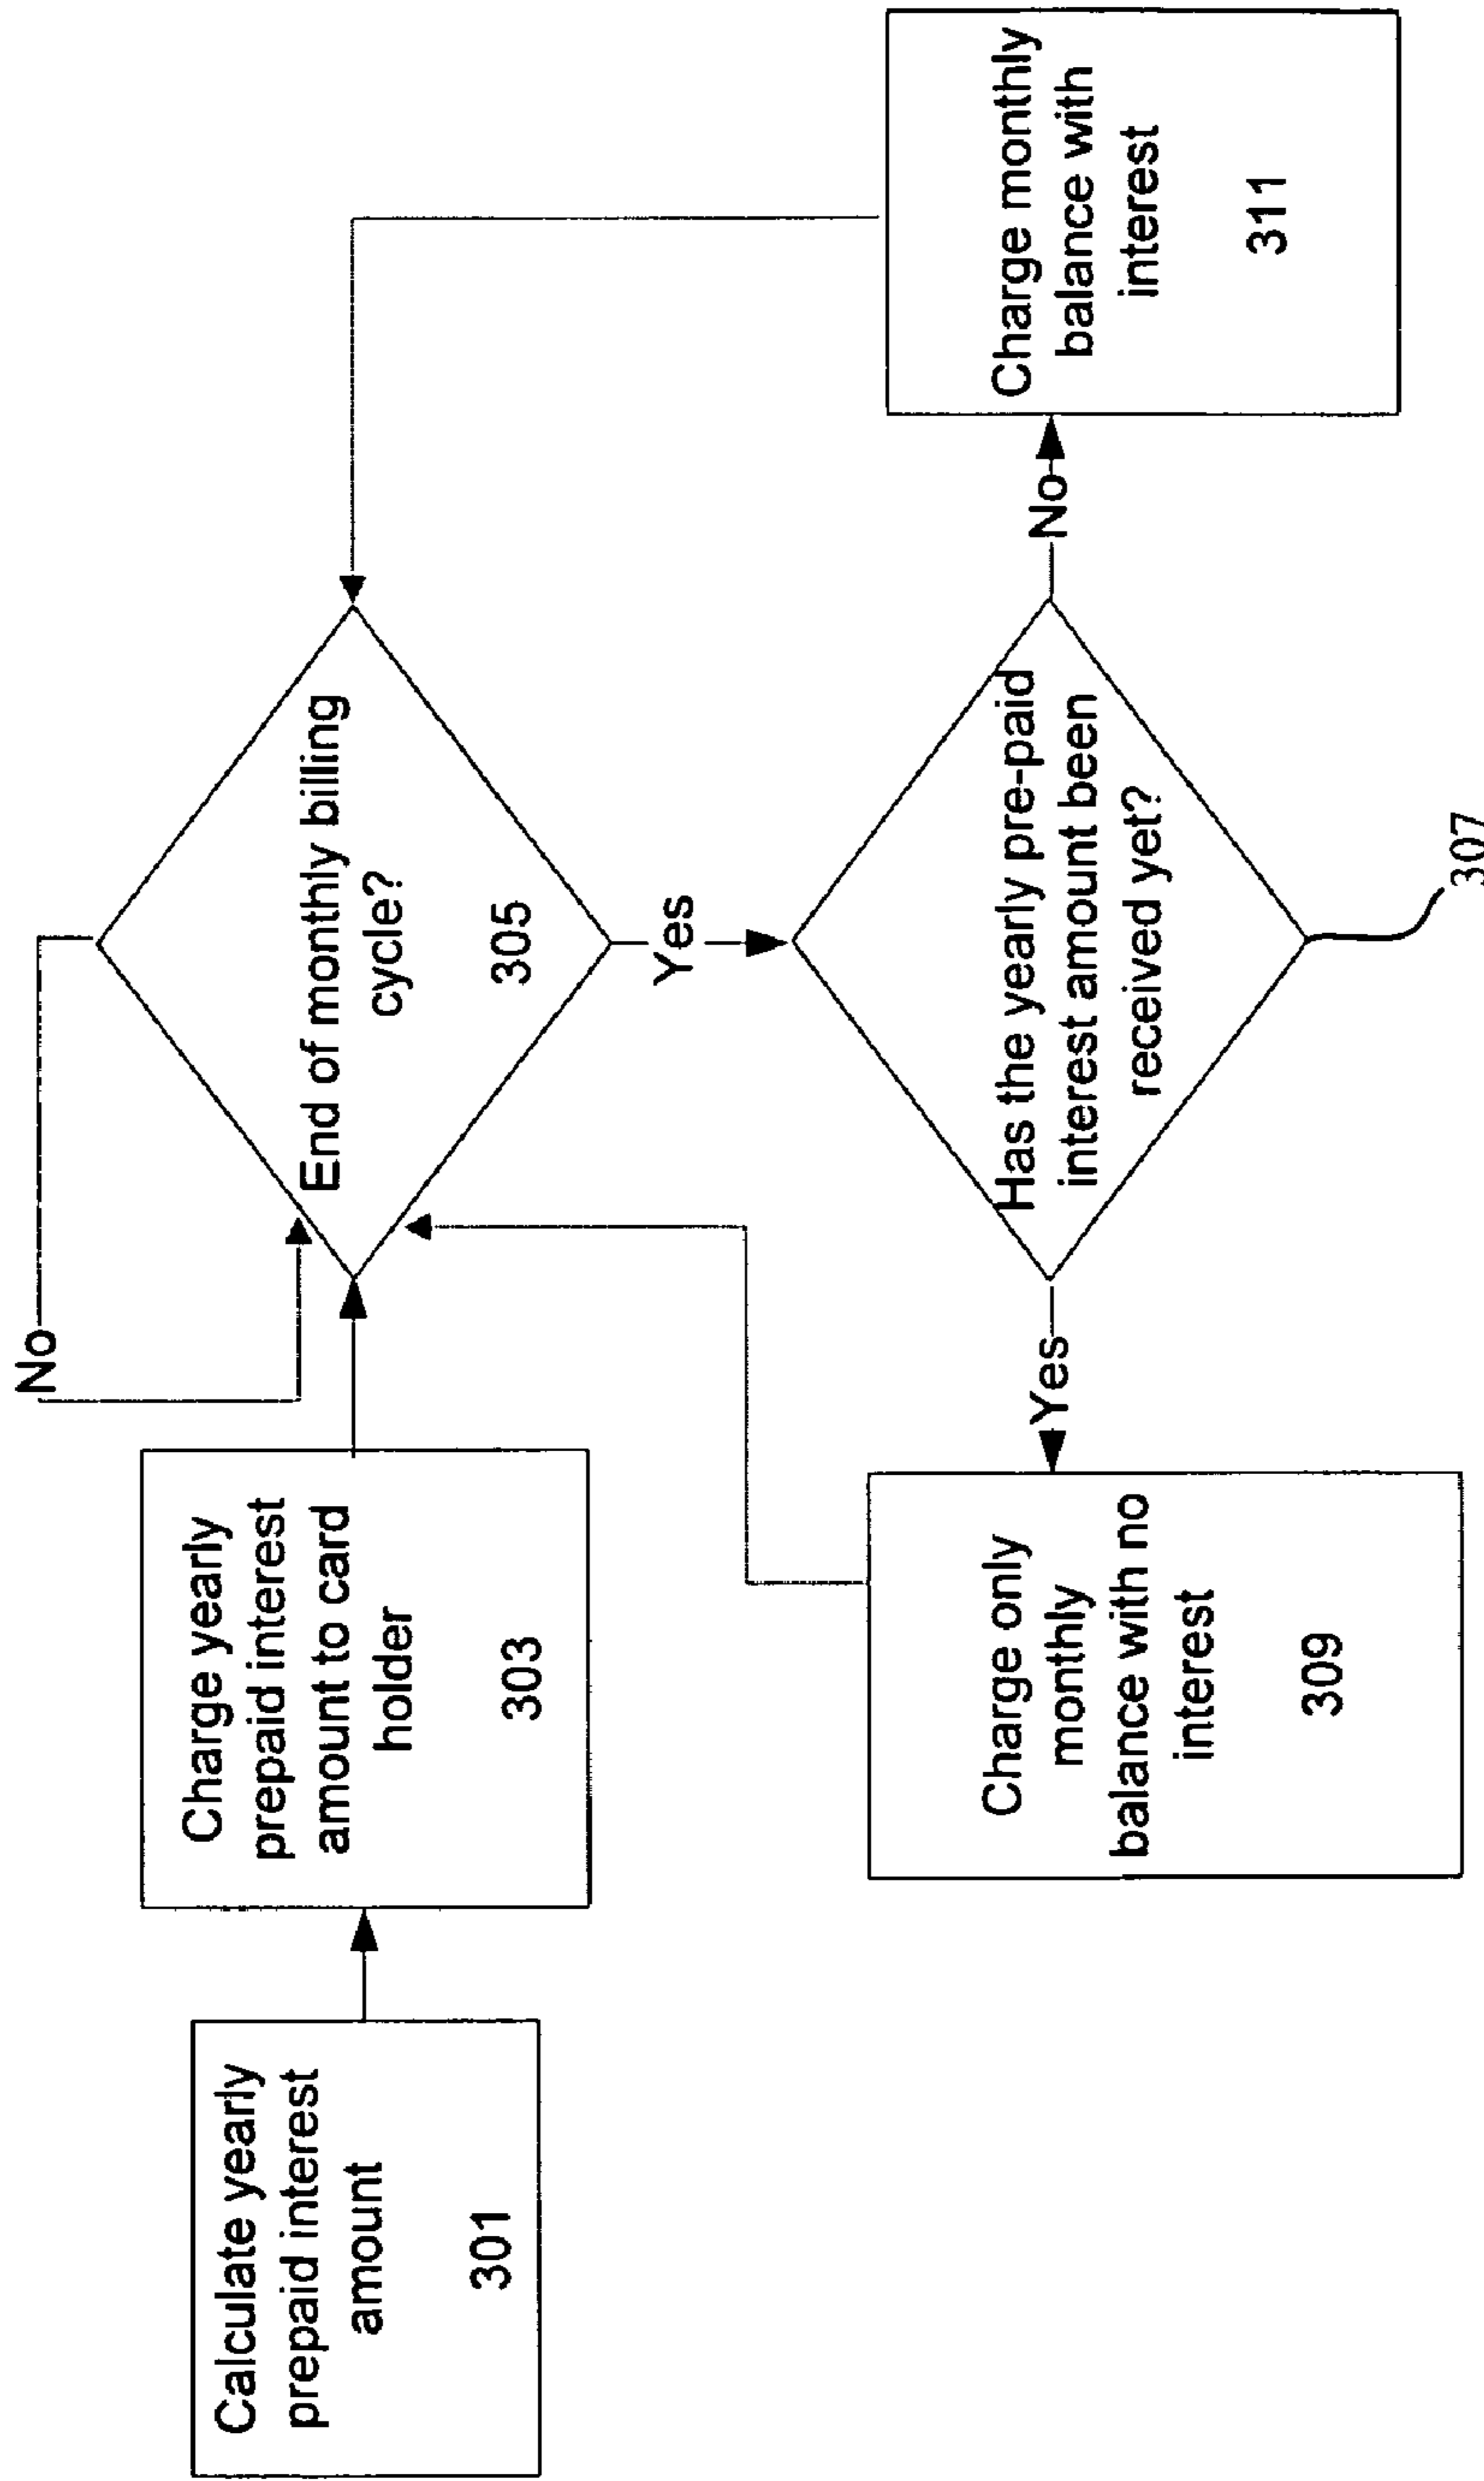 Calculate yearly
prepaid interest
amount
301
Charge yearly
prepaid interest
amount to card
holder
303
No
End of monthly billing
cycle?
305
Yes
Has the yearly pre-paid
interest amount been
received yet?
307
Yes
Charge only
monthly
balance with no
interest
309
No
Charge monthly
balance with
interest
311